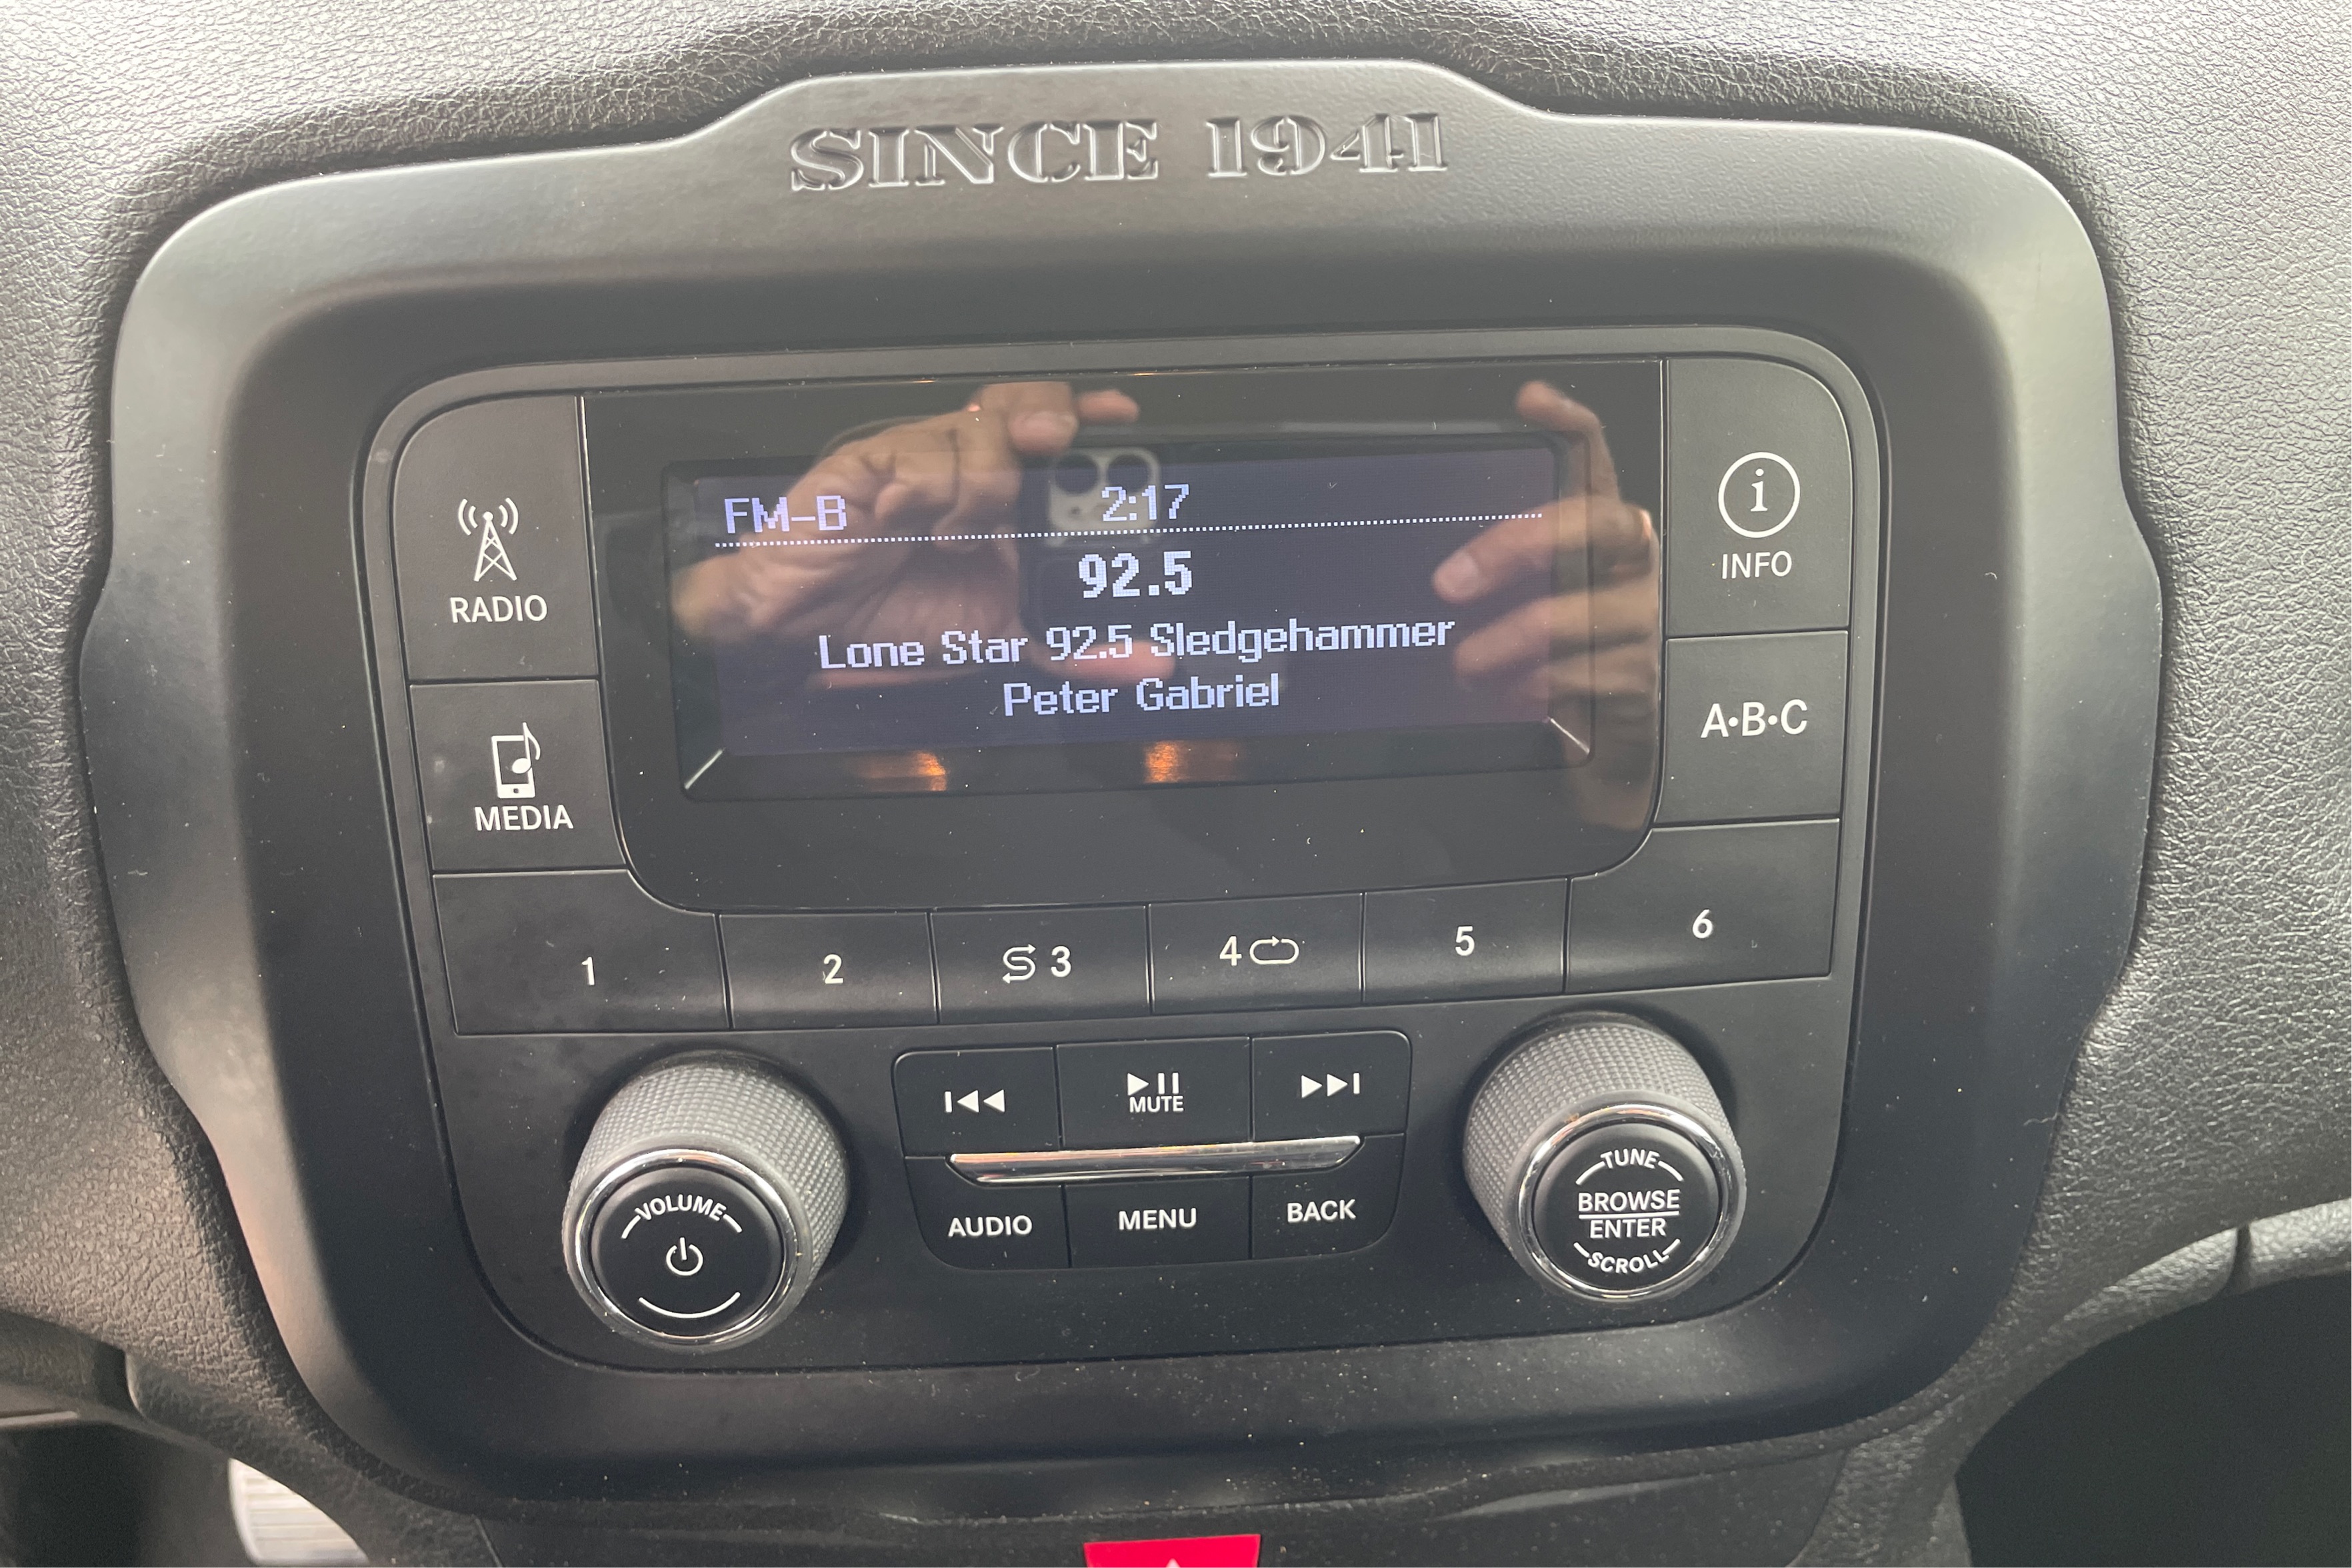 SINCE 1941
FM-B 2:17
92.5
Lone Star 92.5 Sledgehammer
Peter Gabriel
RADIO
MEDIA
i
INFO
A•B•C
1 2 3 4 5 6
MUTE
AUDIO MENU BACK
VOLUME
TUNE
BROWSE
ENTER
SCROLL